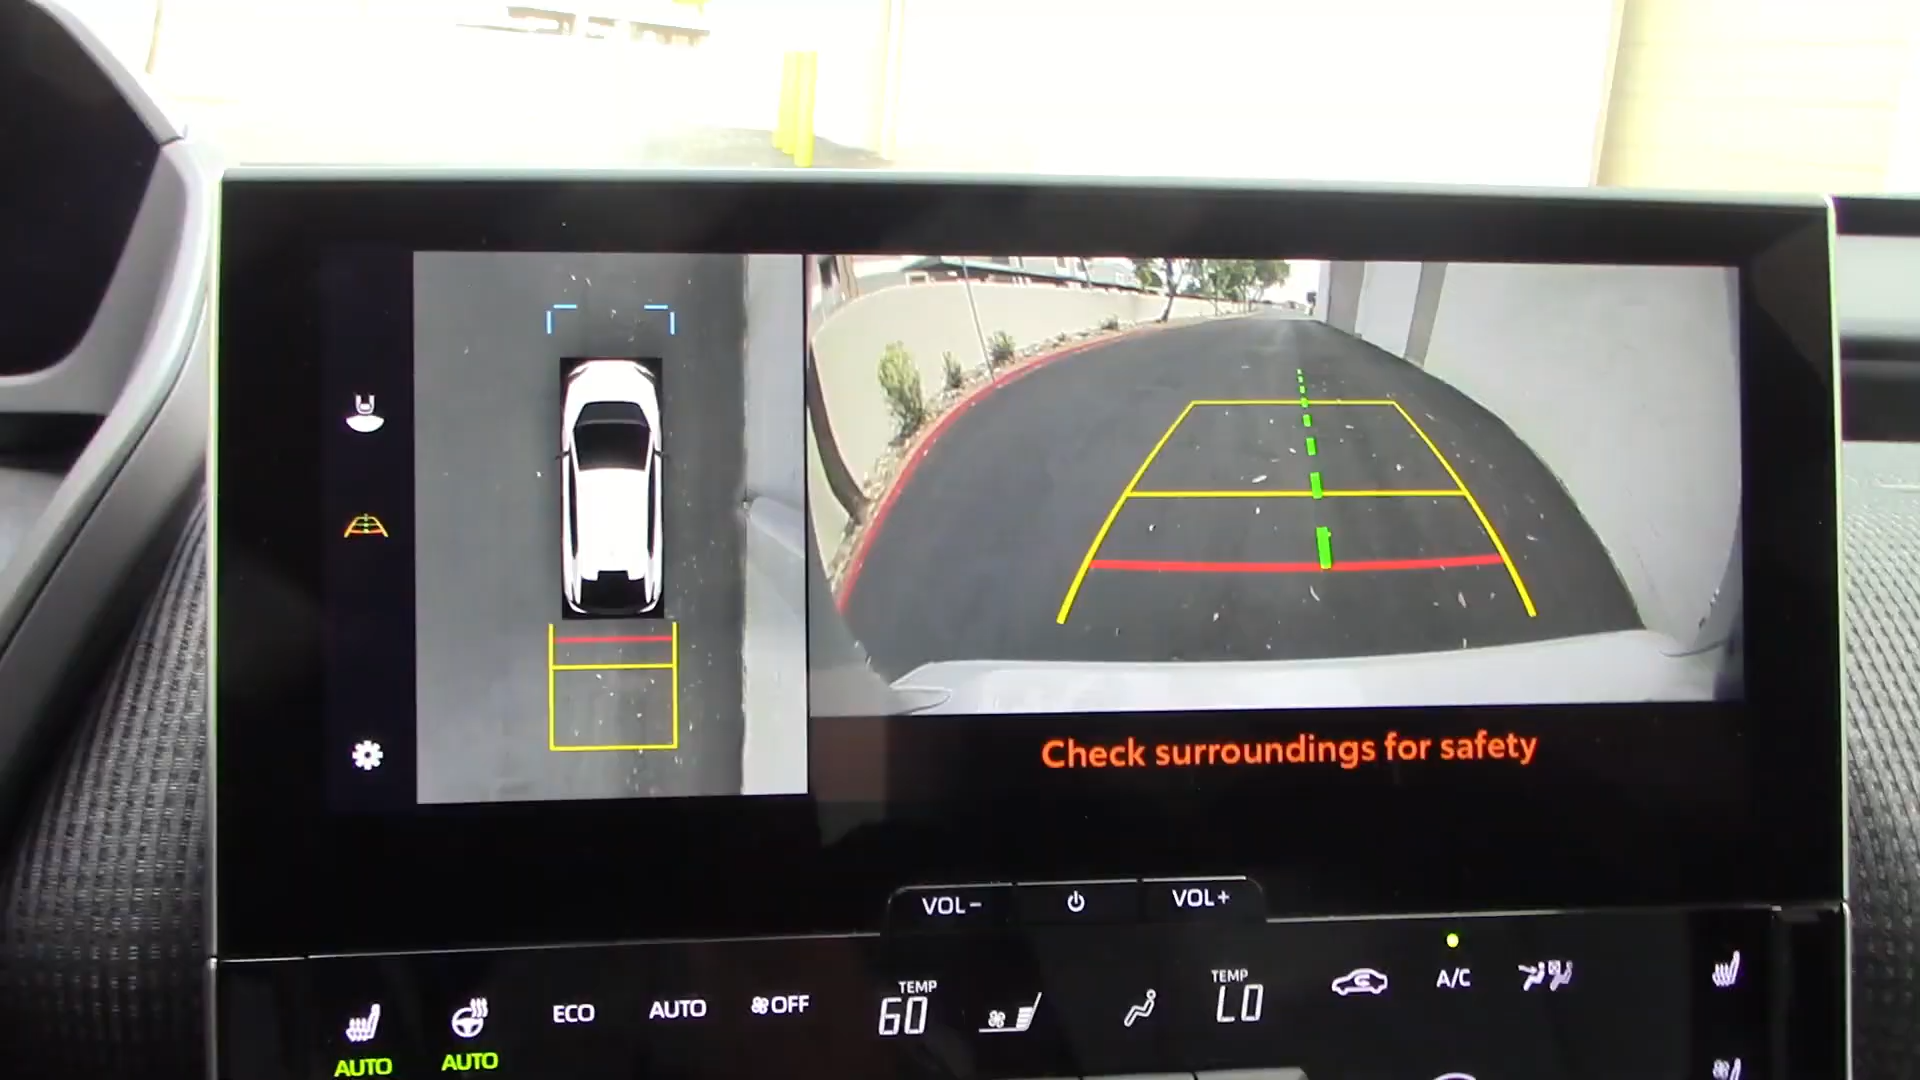 Check surroundings for safety
VOL−
VOL+
ECO
AUTO
OFF
TEMP
60
TEMP
LO
A/C
AUTO
AUTO